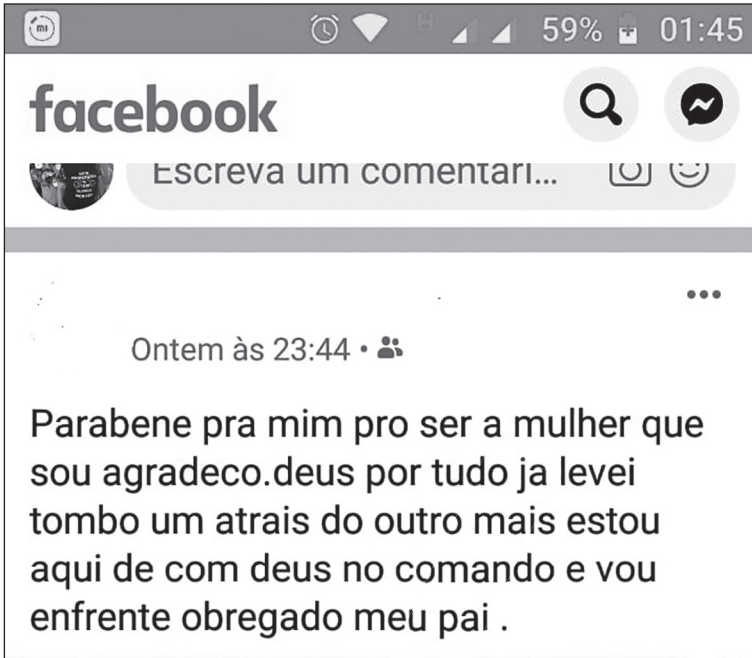 mi
H 59% 01:45
facebook
Escreva um comentári...
Ontem às 23:44 •
Parabene pra mim pro ser a mulher que
sou agradeco.deus por tudo ja levei
tombo um atrais do outro mais estou
aqui de com deus no comando e vou
enfrente obregado meu pai .